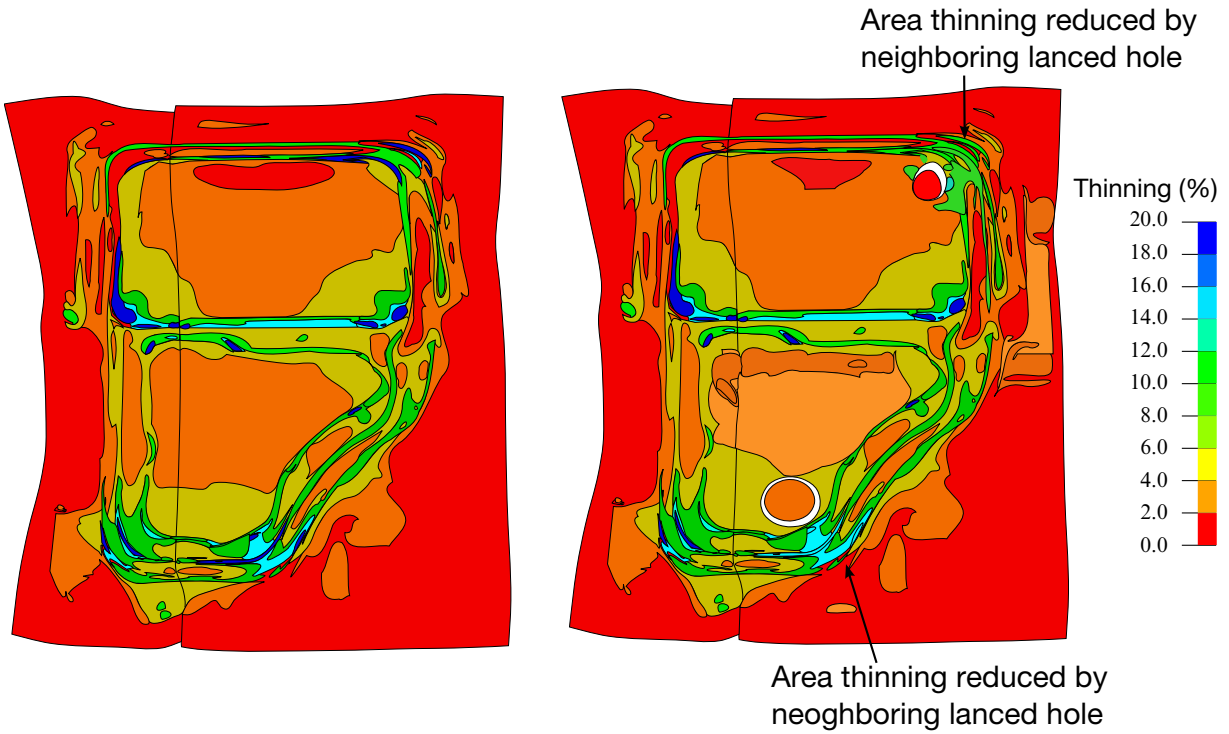 Area thinning reduced by
neighboring lanced hole
Thinning (%)
20.0
18.0
16.0
14.0
12.0
10.0
8.0
6.0
4.0
2.0
0.0
Area thinning reduced by
neoghboring lanced hole